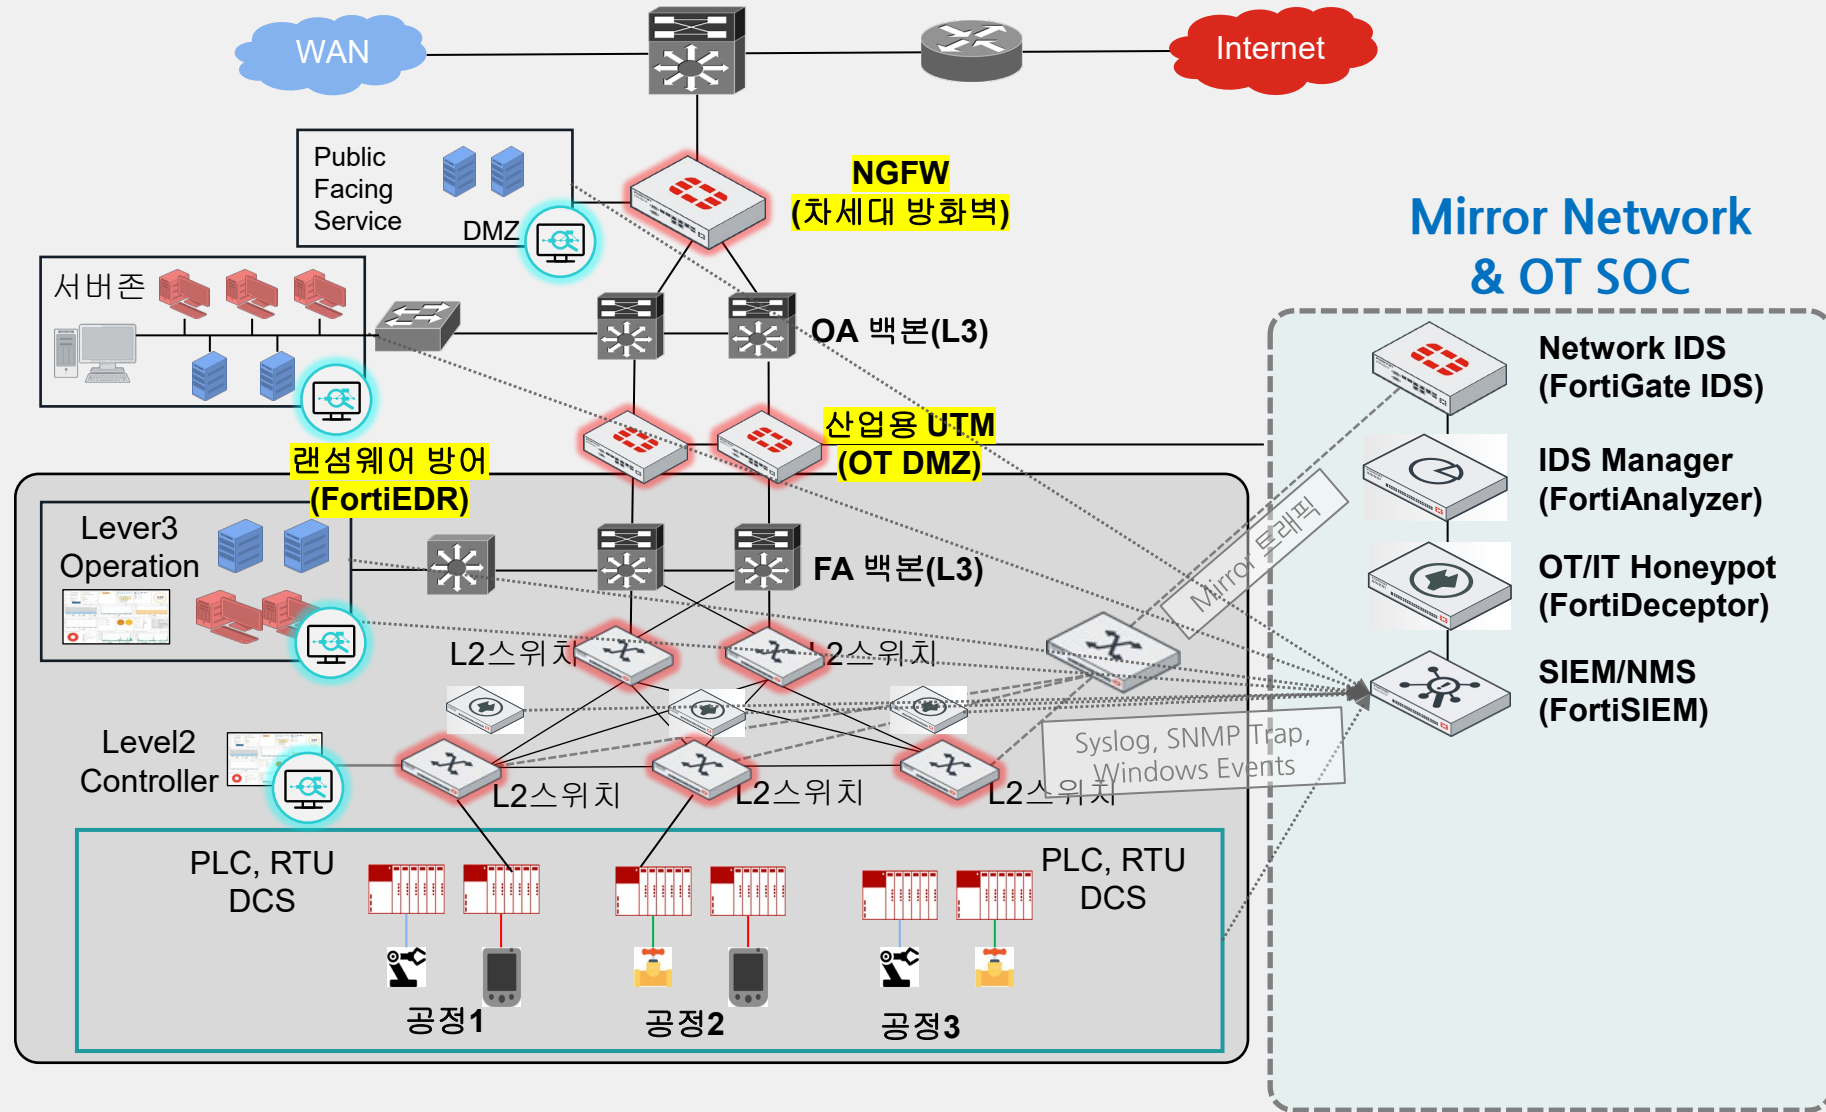 WAN
Internet
Public
Facing
Service
DMZ
NGFW
(차세대 방화벽)
Mirror Network
& OT SOC
서버존
OA 백본(L3)
Network IDS
(FortiGate IDS)
산업용 UTM
(OT DMZ)
랜섬웨어 방어
(FortiEDR)
IDS Manager
(FortiAnalyzer)
Lever3
Operation
FA 백본(L3)
Mirror 트래픽
OT/IT Honeypot
(FortiDeceptor)
L2스위치
L2스위치
SIEM/NMS
(FortiSIEM)
Level2
Controller
Syslog, SNMP Trap,
Windows Events
L2스위치
L2스위치
L2스위치
PLC, RTU
DCS
PLC, RTU
DCS
공정1
공정2
공정3